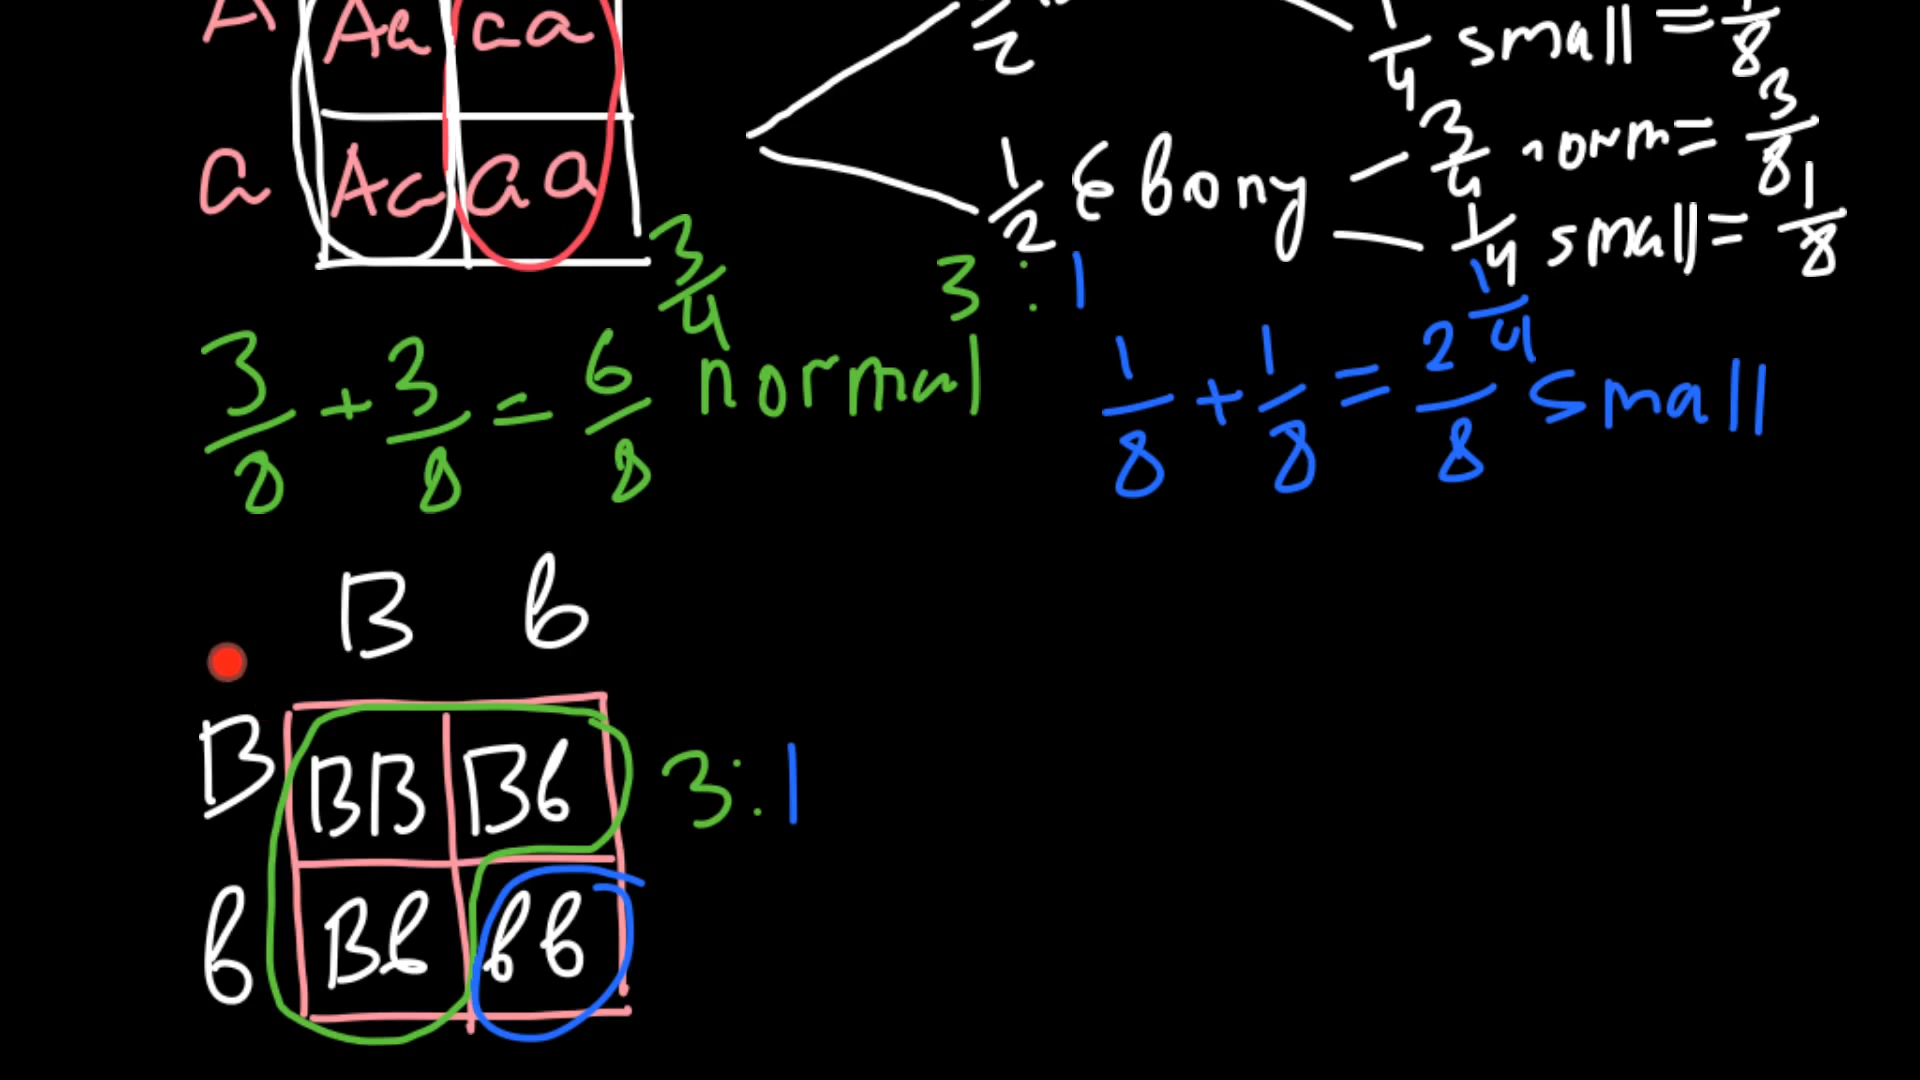 A Aa aa
1/2
1/4 small = 1/8
a Aa aa
1/2 Ebony 3/4 norm = 3/8
1/4 small = 1/8
3/4 3 : 1 1/4
3/8 + 3/8 = 6/8 normal 1/8 + 1/8 = 2/8 small
B b
B BB Bb 3:1
b Bb bb